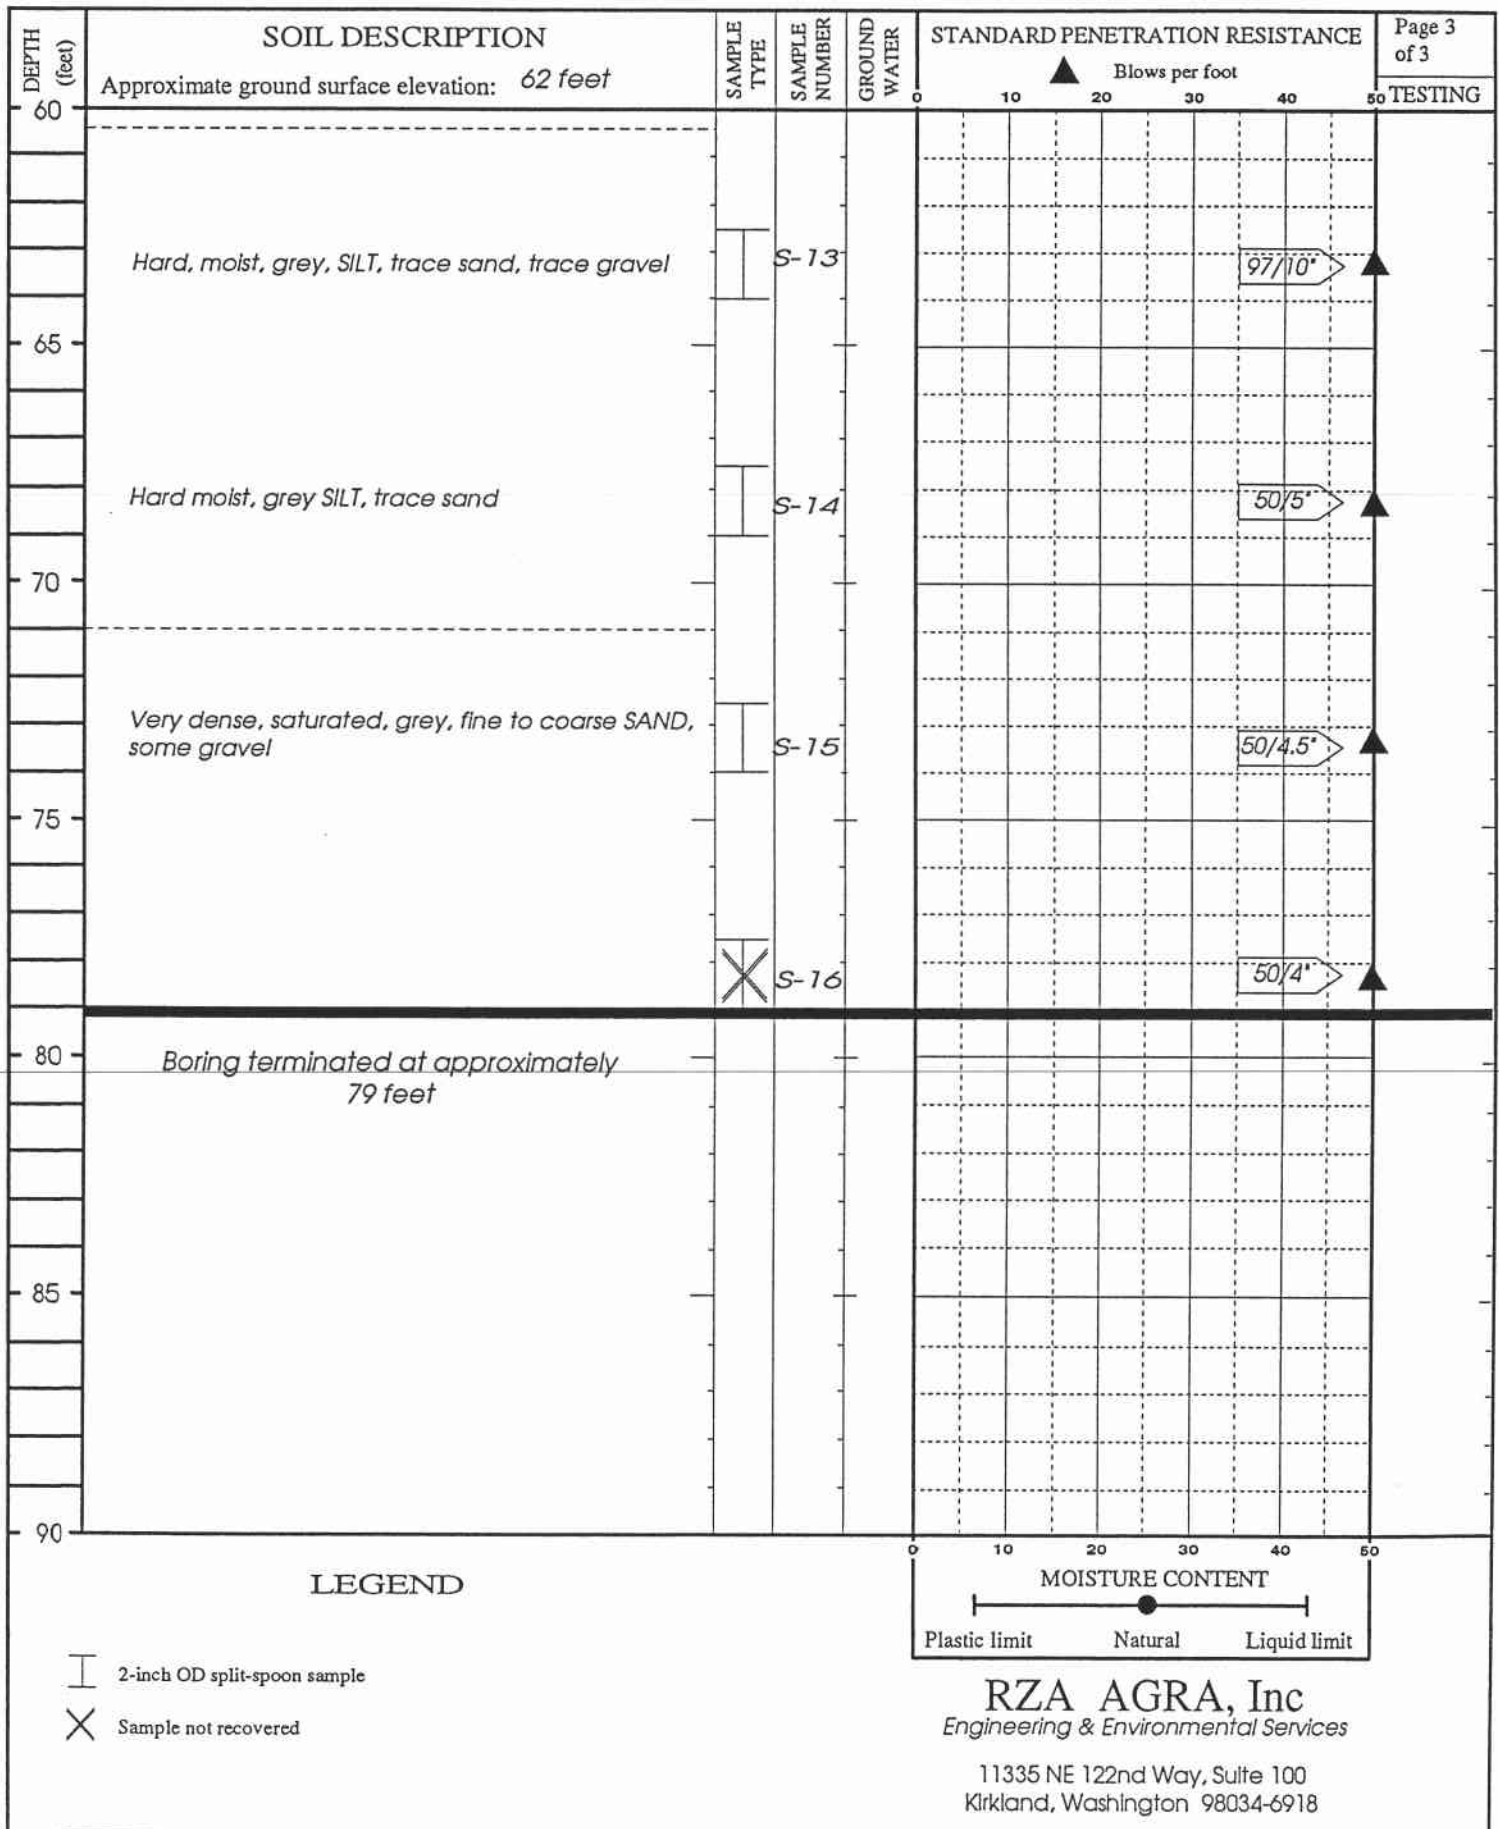 DEPTH
(feet)
SOIL DESCRIPTION
Approximate ground surface elevation: 62 feet
SAMPLE
TYPE
SAMPLE
NUMBER
GROUND
WATER
STANDARD PENETRATION RESISTANCE
Blows per foot
0 10 20 30 40 50
Page 3
of 3
TESTING
60
Hard, moist, grey, SILT, trace sand, trace gravel
S-13
97/10"
65
Hard moist, grey SILT, trace sand
S-14
50/5"
70
Very dense, saturated, grey, fine to coarse SAND,
some gravel
S-15
50/4.5"
75
S-16
50/4"
80
Boring terminated at approximately
79 feet
85
90
0 10 20 30 40 50
MOISTURE CONTENT
Plastic limit Natural Liquid limit
LEGEND
2-inch OD split-spoon sample
Sample not recovered
RZA AGRA, Inc
Engineering & Environmental Services
11335 NE 122nd Way, Suite 100
Kirkland, Washington 98034-6918